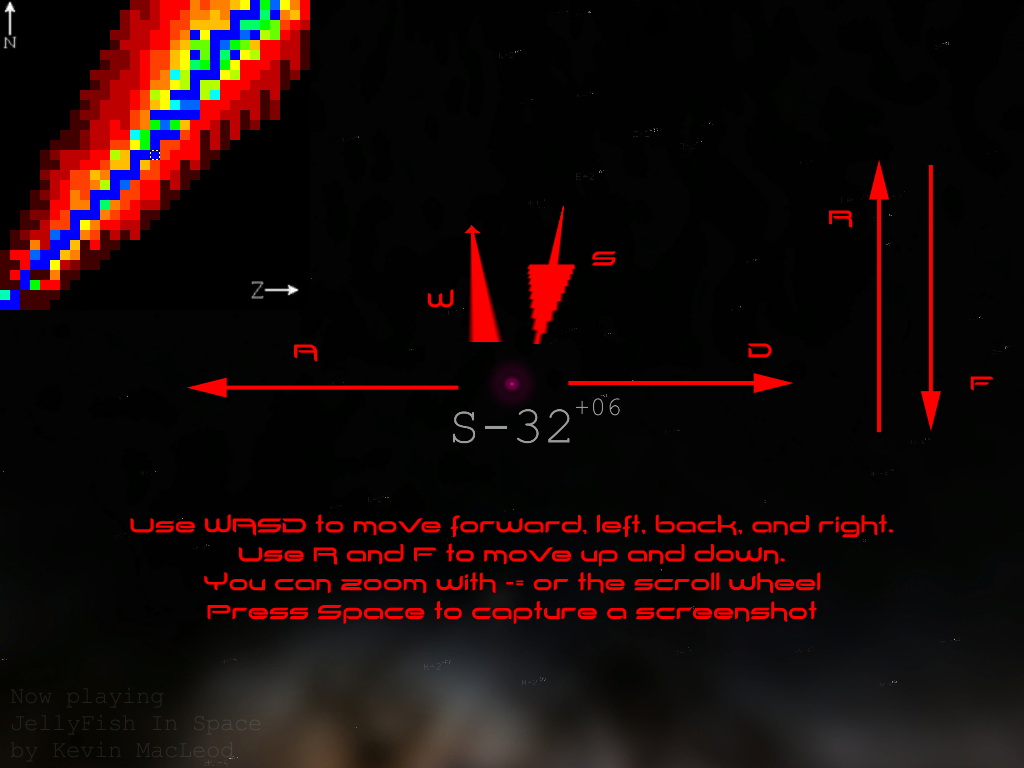 N
Z
R
W
S
A
D
F
S-32+06
Use WASD to move forward, left, back, and right.
Use R and F to move up and down.
You can zoom with -= or the scroll wheel
Press Space to capture a screenshot
Now playing
JellyFish In Space
by Kevin MacLeod